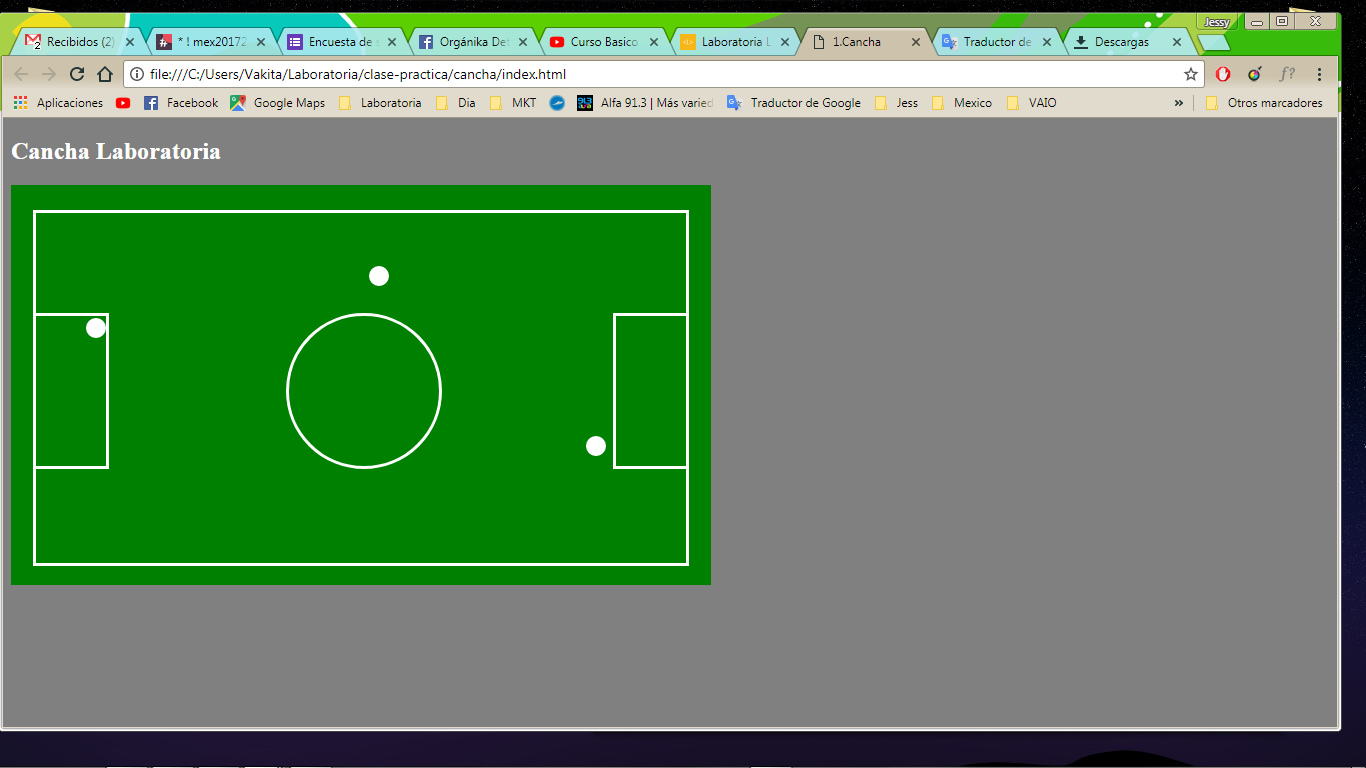 Jessy
Recibidos (2) * ! mex20172 Encuesta de s Orgánika Det Curso Basico Laboratoria L 1.Cancha Traductor de Descargas
file:///C:/Users/Vakita/Laboratoria/clase-practica/cancha/index.html f?
Aplicaciones Facebook Google Maps Laboratoria Dia MKT Alfa 91.3 | Más varied Traductor de Google Jess Mexico VAIO » Otros marcadores
Cancha Laboratoria